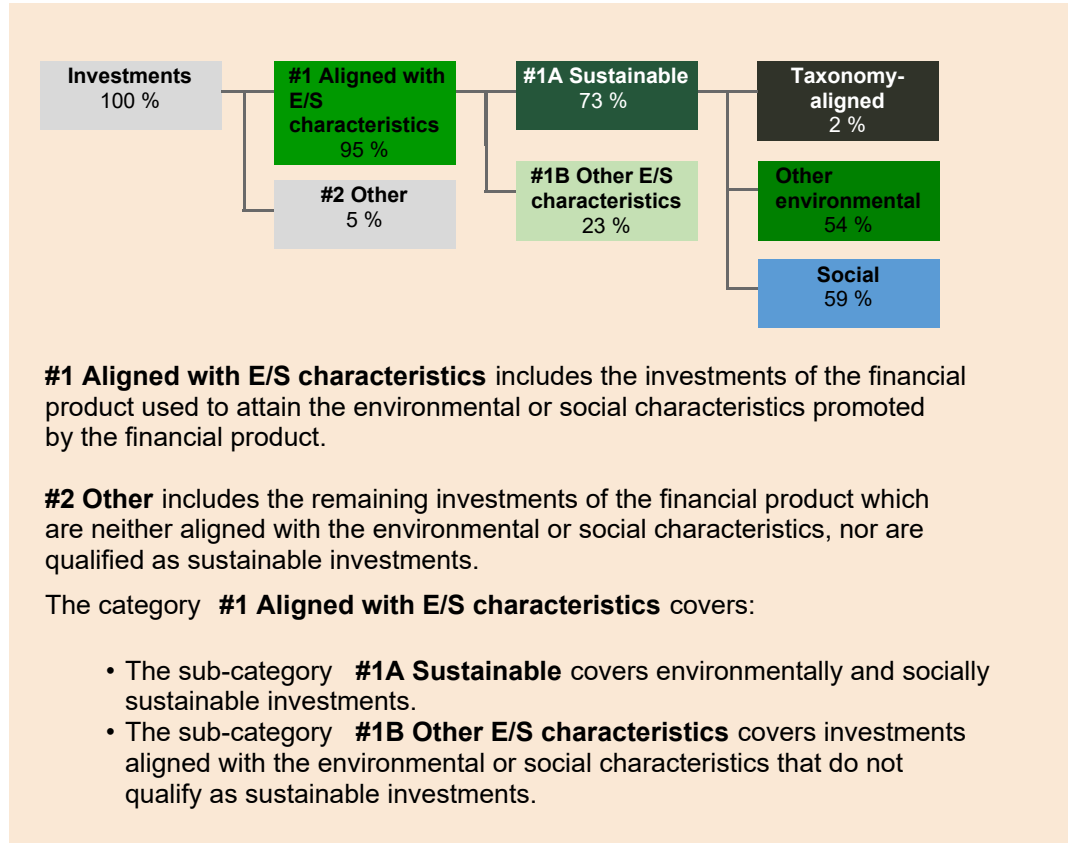 Investments
100 %
#1 Aligned with
E/S
characteristics
95 %
#2 Other
5 %
#1A Sustainable
73 %
#1B Other E/S
characteristics
23 %
Taxonomy-
aligned
2 %
Other
environmental
54 %
Social
59 %
#1 Aligned with E/S characteristics includes the investments of the financial
product used to attain the environmental or social characteristics promoted
by the financial product.
#2 Other includes the remaining investments of the financial product which
are neither aligned with the environmental or social characteristics, nor are
qualified as sustainable investments.
The category #1 Aligned with E/S characteristics covers:
• The sub-category #1A Sustainable covers environmentally and socially
sustainable investments.
• The sub-category #1B Other E/S characteristics covers investments
aligned with the environmental or social characteristics that do not
qualify as sustainable investments.